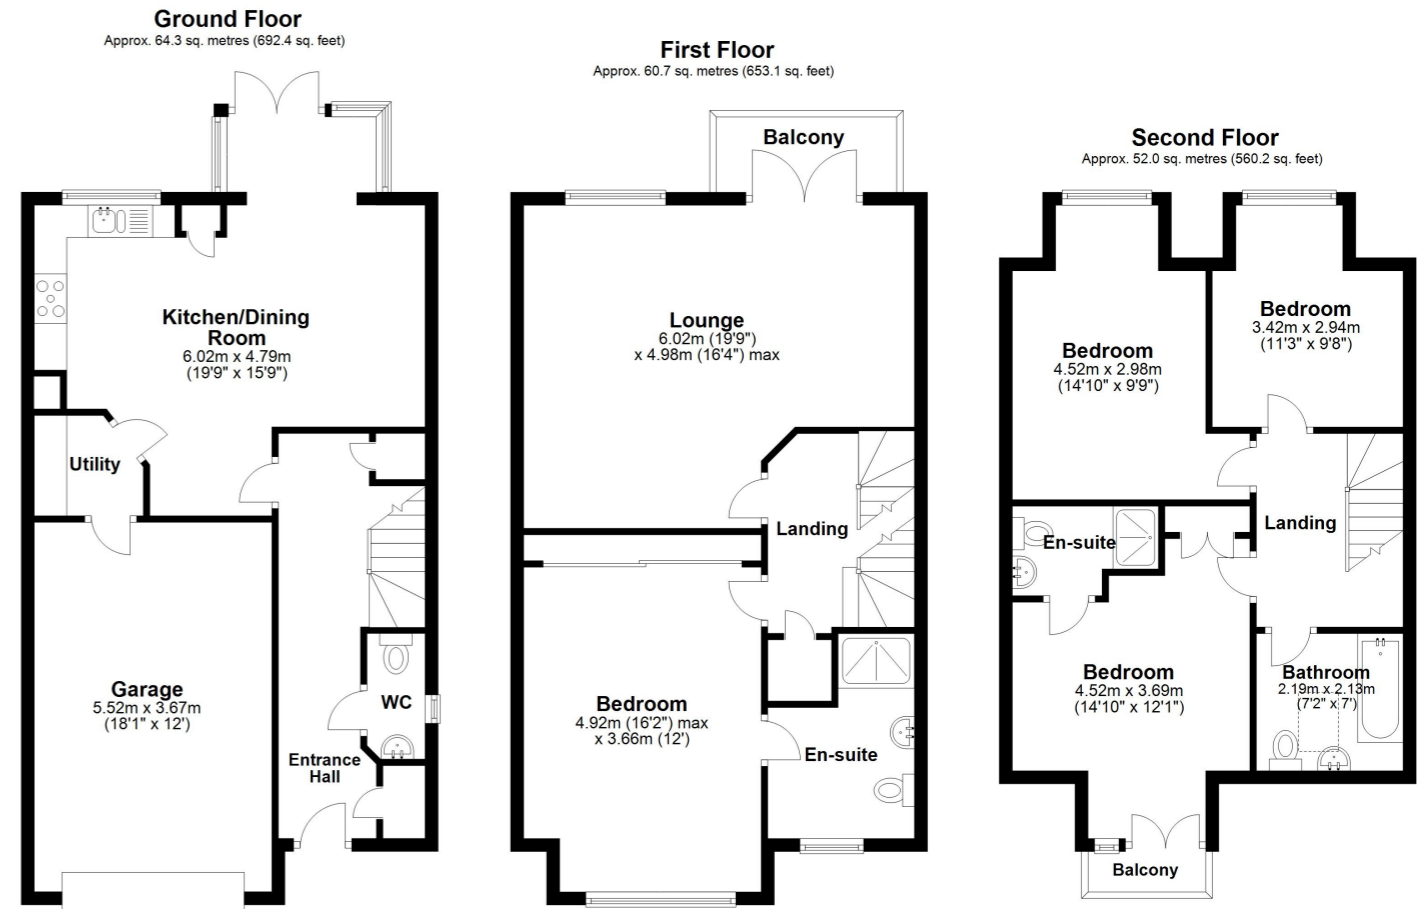 Ground Floor
Approx. 64.3 sq. metres (692.4 sq. feet)
Kitchen/Dining
Room
6.02m x 4.79m
(19'9" x 15'9")
Utility
Garage
5.52m x 3.67m
(18'1" x 12')
WC
Entrance
Hall
First Floor
Approx. 60.7 sq. metres (653.1 sq. feet)
Balcony
Lounge
6.02m (19'9")
x 4.98m (16'4") max
Landing
Bedroom
4.92m (16'2") max
x 3.66m (12')
En-suite
Second Floor
Approx. 52.0 sq. metres (560.2 sq. feet)
Bedroom
3.42m x 2.94m
(11'3" x 9'8")
Bedroom
4.52m x 2.98m
(14'10" x 9'9")
Landing
En-suite
Bedroom
4.52m x 3.69m
(14'10" x 12'1")
Bathroom
2.19m x 2.13m
(7'2" x 7')
Balcony